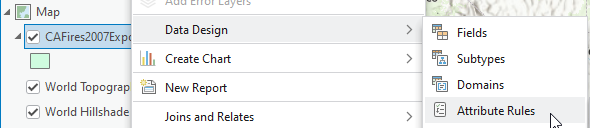 Map
Add Error Layers
CAFires2007Expo
Data Design
Fields
Subtypes
Create Chart
Domains
World Topograp
New Report
World Hillshade
Joins and Relates
Attribute Rules